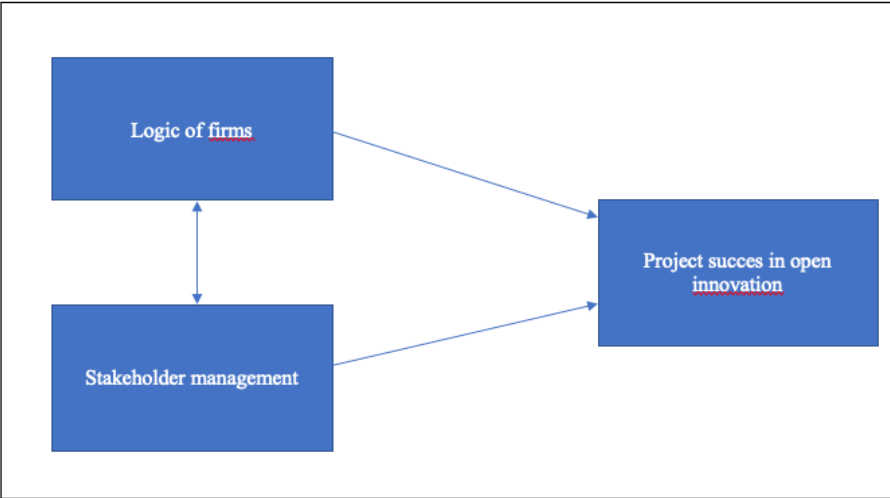 Logic of firms
Stakeholder management
Project succes in open
innovation